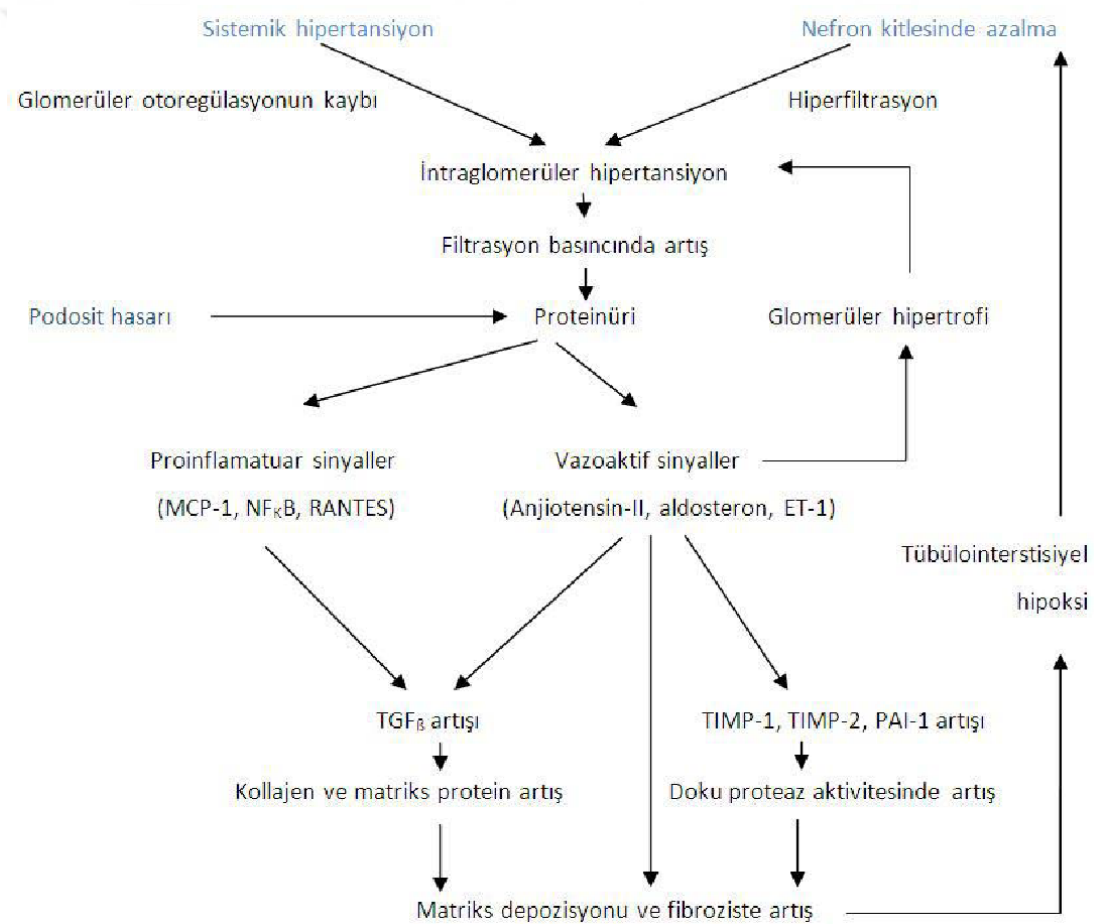 Sistemik hipertansiyon
Nefron kitlesinde azalma
Glomerüler otoregülasyonun kaybı
Hiperfiltrasyon
İntraglomerüler hipertansiyon
Filtrasyon basıncında artış
Podosit hasarı
Proteinüri
Glomerüler hipertrofi
Proinflamatuar sinyaller
(MCP-1, NFκB, RANTES)
Vazoaktif sinyaller
(Anjiotensin-II, aldosteron, ET-1)
Tübülointerstisiyel
hipoksi
TGFβ artışı
TIMP-1, TIMP-2, PAI-1 artışı
Kollajen ve matriks protein artış
Doku proteaz aktivitesinde artış
Matriks depozisyonu ve fibroziste artış